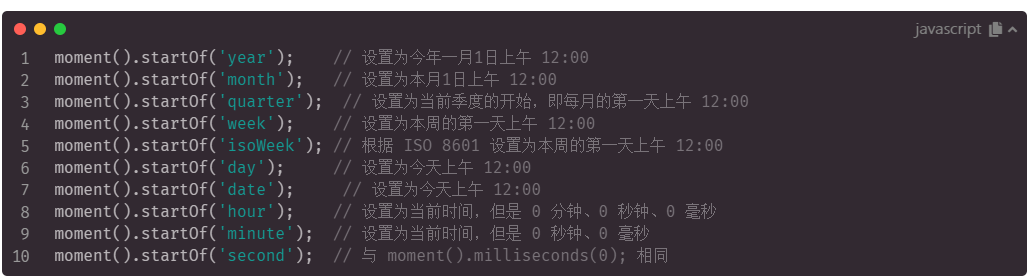 javascript
1 moment().startOf('year');    // 设置为今年一月1日上午 12:00
2 moment().startOf('month');   // 设置为本月1日上午 12:00
3 moment().startOf('quarter');  // 设置为当前季度的开始，即每月的第一天上午 12:00
4 moment().startOf('week');    // 设置为本周的第一天上午 12:00
5 moment().startOf('isoWeek'); // 根据 ISO 8601 设置为本周的第一天上午 12:00
6 moment().startOf('day');     // 设置为今天上午 12:00
7 moment().startOf('date');     // 设置为今天上午 12:00
8 moment().startOf('hour');    // 设置为当前时间，但是 0 分钟、0 秒钟、0 毫秒
9 moment().startOf('minute');  // 设置为当前时间，但是 0 秒钟、0 毫秒
10 moment().startOf('second');  // 与 moment().milliseconds(0); 相同